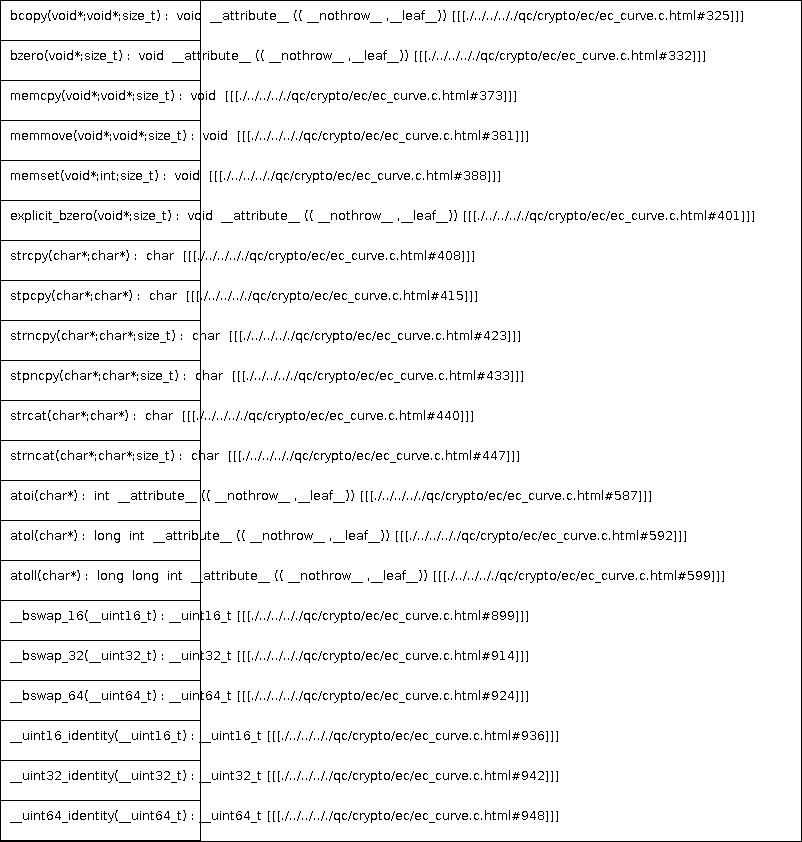 bcopy(void*;void*;size_t) : void __attribute__ (( __nothrow__ ,__leaf__)) [[[./../../../qc/crypto/ec/ec_curve.c.html#325]]]
bzero(void*;size_t) : void __attribute__ (( __nothrow__ ,__leaf__)) [[[./../../../qc/crypto/ec/ec_curve.c.html#332]]]
memcpy(void*;void*;size_t) : void [[[./../../.././qc/crypto/ec/ec_curve.c.html#373]]]
memmove(void*;void*;size_t) : void [[[./../../.././qc/crypto/ec/ec_curve.c.html#381]]]
memset(void*;int;size_t) : void [[[./../../.././qc/crypto/ec/ec_curve.c.html#388]]]
explicit_bzero(void*;size_t) : void __attribute__ (( __nothrow__ ,__leaf__)) [[[./../../.././qc/crypto/ec/ec_curve.c.html#401]]]
strcpy(char*;char*) : char [[[./../../.././qc/crypto/ec/ec_curve.c.html#408]]]
stpcpy(char*;char*) : char [[[./../../.././qc/crypto/ec/ec_curve.c.html#415]]]
strncpy(char*;char*;size_t) : char [[[./../../.././qc/crypto/ec/ec_curve.c.html#423]]]
stpncpy(char*;char*;size_t) : char [[[./../../.././qc/crypto/ec/ec_curve.c.html#433]]]
strcat(char*;char*) : char [[[./../../.././qc/crypto/ec/ec_curve.c.html#440]]]
strncat(char*;char*;size_t) : char [[[./../../.././qc/crypto/ec/ec_curve.c.html#447]]]
atoi(char*) : int __attribute__ (( __nothrow__ ,__leaf__)) [[[./../../.././qc/crypto/ec/ec_curve.c.html#587]]]
atol(char*) : long int __attribute__ (( __nothrow__ ,__leaf__)) [[[./../../.././qc/crypto/ec/ec_curve.c.html#592]]]
atoll(char*) : long long int __attribute__ (( __nothrow__ ,__leaf__)) [[[./../../.././qc/crypto/ec/ec_curve.c.html#599]]]
__bswap_16(__uint16_t) : __uint16_t [[[./../../.././qc/crypto/ec/ec_curve.c.html#899]]]
__bswap_32(__uint32_t) : __uint32_t [[[./../../.././qc/crypto/ec/ec_curve.c.html#914]]]
__bswap_64(__uint64_t) : __uint64_t [[[./../../.././qc/crypto/ec/ec_curve.c.html#924]]]
__uint16_identity(__uint16_t) : __uint16_t [[[./../../.././qc/crypto/ec/ec_curve.c.html#936]]]
__uint32_identity(__uint32_t) : __uint32_t [[[./../../.././qc/crypto/ec/ec_curve.c.html#942]]]
__uint64_identity(__uint64_t) : __uint64_t [[[./../../.././qc/crypto/ec/ec_curve.c.html#948]]]